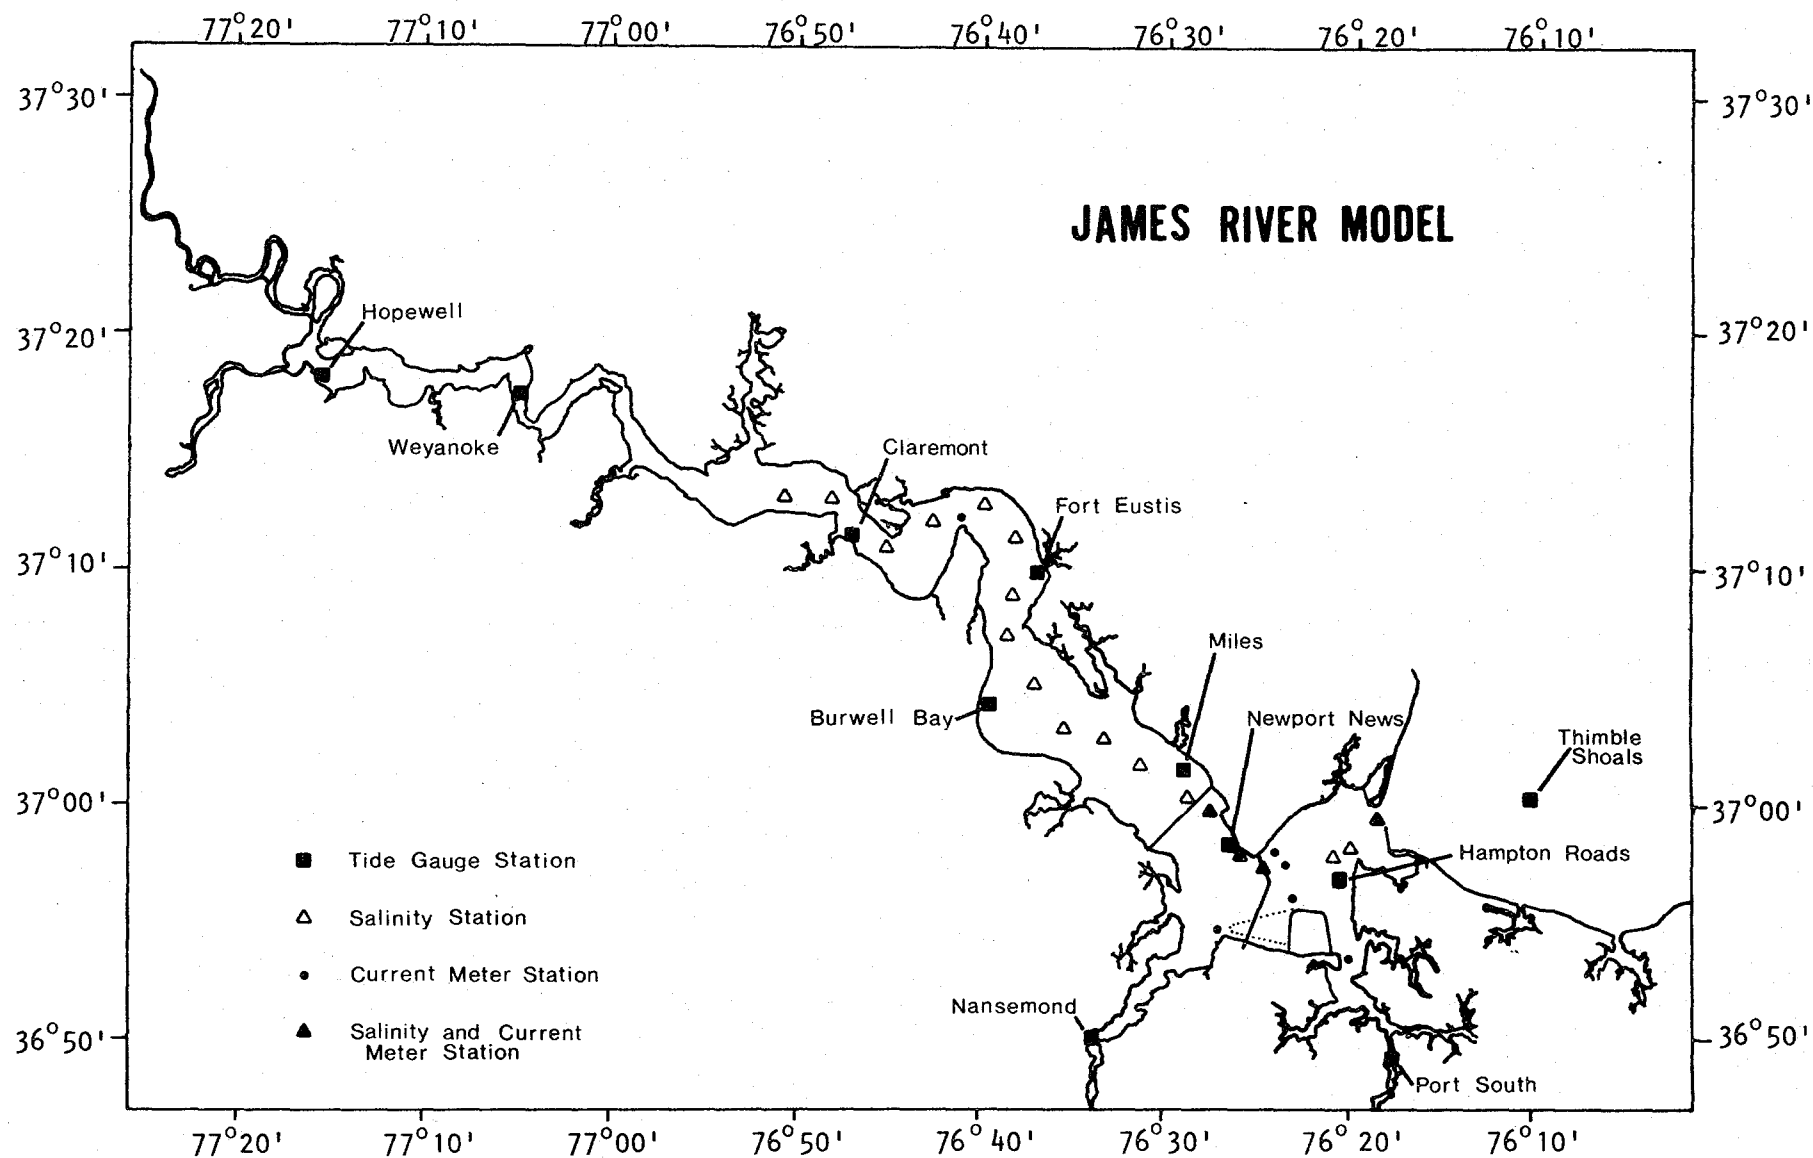 77°20' 77°10' 77°00' 76°50' 76°40' 76°30' 76°20' 76°10'
37°30' 37°30'
JAMES RIVER MODEL
Hopewell
37°20' 37°20'
Weyanoke
Claremont
Fort Eustis
37°10' 37°10'
Miles
Burwell Bay
Newport News
Thimble
Shoals
37°00' 37°00'
Hampton Roads
Tide Gauge Station
Salinity Station
Current Meter Station
Nansemond
Salinity and Current
Meter Station
36°50' 36°50'
Port South
77°20' 77°10' 77°00' 76°50' 76°40' 76°30' 76°20' 76°10'